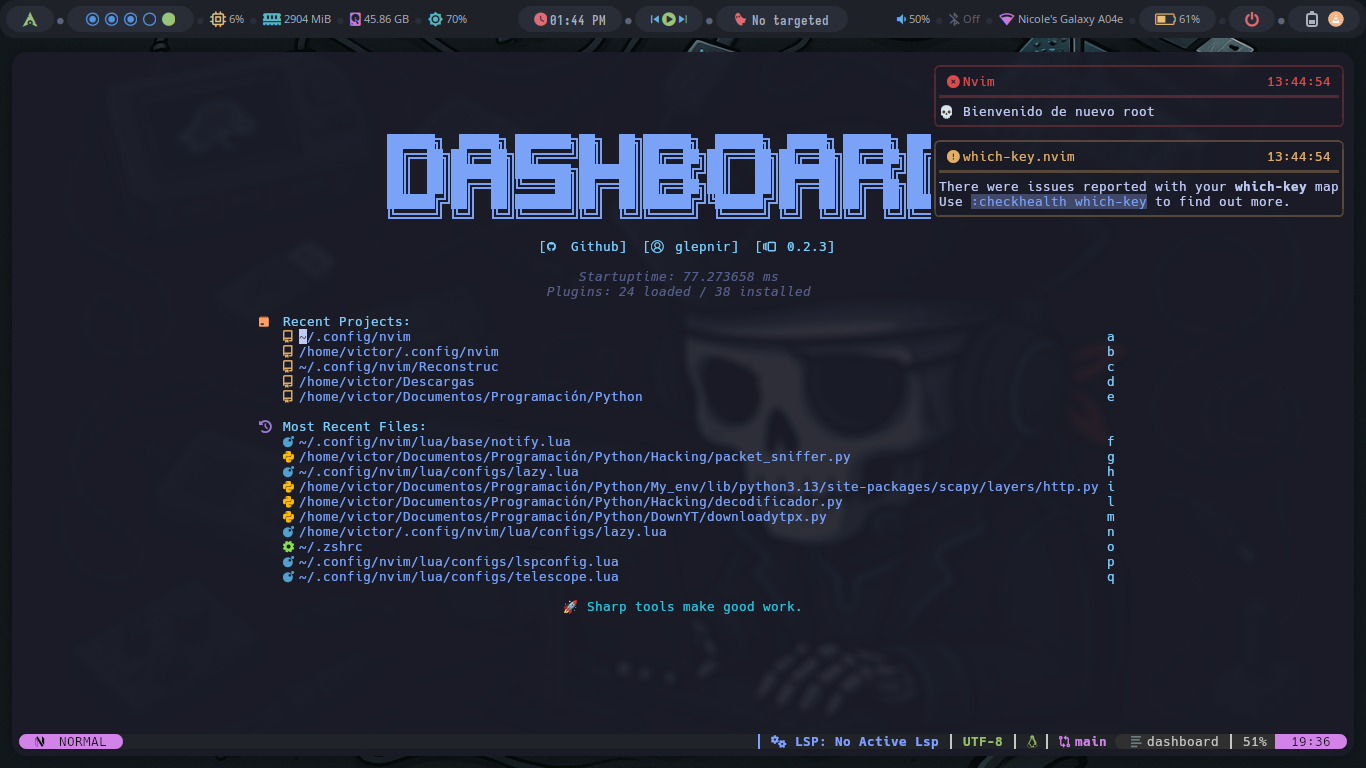 6% 2904 MiB 45.86 GB 70% 01:44 PM No targeted 50% Off Nicole's Galaxy A04e 61%
Nvim 13:44:54
Bienvenido de nuevo root
which-key.nvim 13:44:54
There were issues reported with your which-key map
Use :checkhealth which-key to find out more.
DASHBOARD
[ Github] [ glepnir] [ 0.2.3]
Startuptime: 77.273658 ms
Plugins: 24 loaded / 38 installed
Recent Projects:
~/.config/nvim a
/home/victor/.config/nvim b
~/.config/nvim/Reconstruc c
/home/victor/Descargas d
/home/victor/Documentos/Programación/Python e
Most Recent Files:
~/.config/nvim/lua/base/notify.lua f
/home/victor/Documentos/Programación/Python/Hacking/packet_sniffer.py g
~/.config/nvim/lua/configs/lazy.lua h
/home/victor/Documentos/Programación/Python/My_env/lib/python3.13/site-packages/scapy/layers/http.py i
/home/victor/Documentos/Programación/Python/Hacking/decodificador.py l
/home/victor/Documentos/Programación/Python/DownYT/downloadytpx.py m
/home/victor/.config/nvim/lua/configs/lazy.lua n
~/.zshrc o
~/.config/nvim/lua/configs/lspconfig.lua p
~/.config/nvim/lua/configs/telescope.lua q
🚀 Sharp tools make good work.
NORMAL LSP: No Active Lsp | UTF-8 | | main dashboard | 51% 19:36